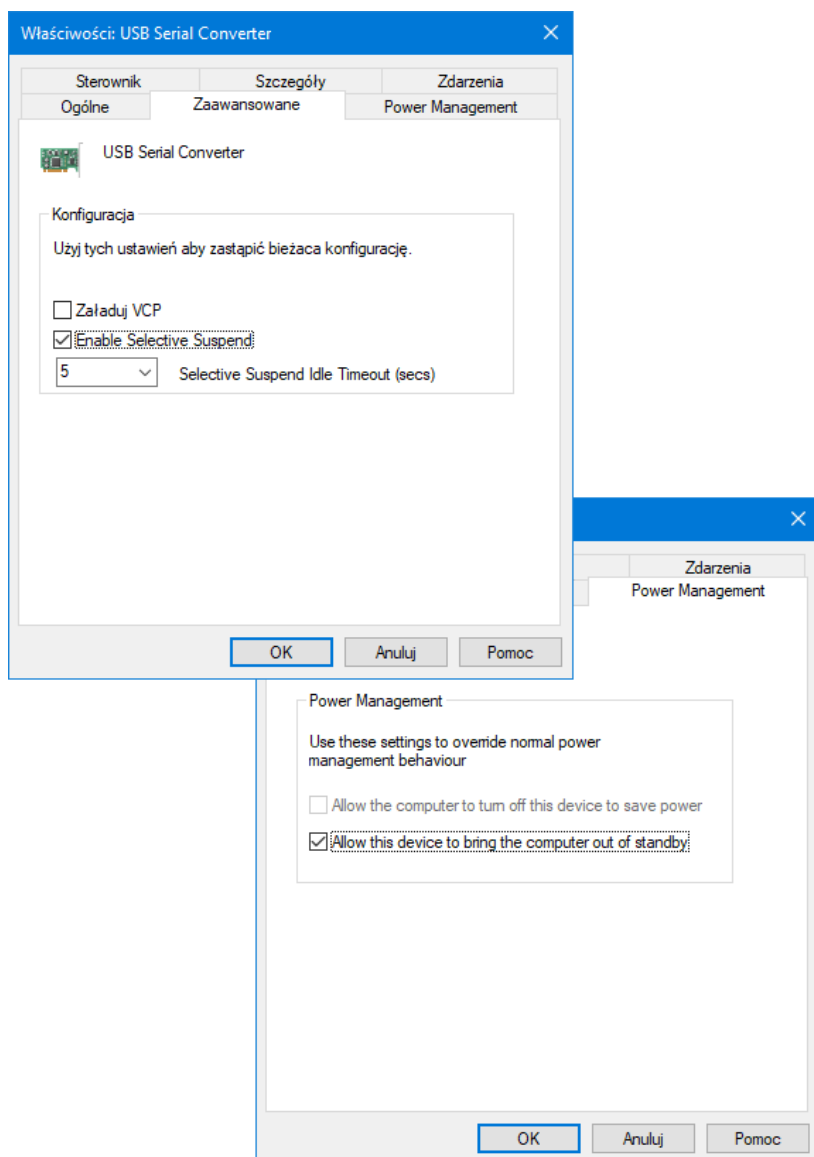 Właściwości: USB Serial Converter
Sterownik Szczegóły Zdarzenia
Ogólne Zaawansowane Power Management
USB Serial Converter
Konfiguracja
Użyj tych ustawień aby zastąpić bieżaca konfigurację.
Załaduj VCP
Enable Selective Suspend
5 Selective Suspend Idle Timeout (secs)
OK Anuluj Pomoc
Zdarzenia
Power Management
Power Management
Use these settings to override normal power
management behaviour
Allow the computer to turn off this device to save power
Allow this device to bring the computer out of standby
OK Anuluj Pomoc